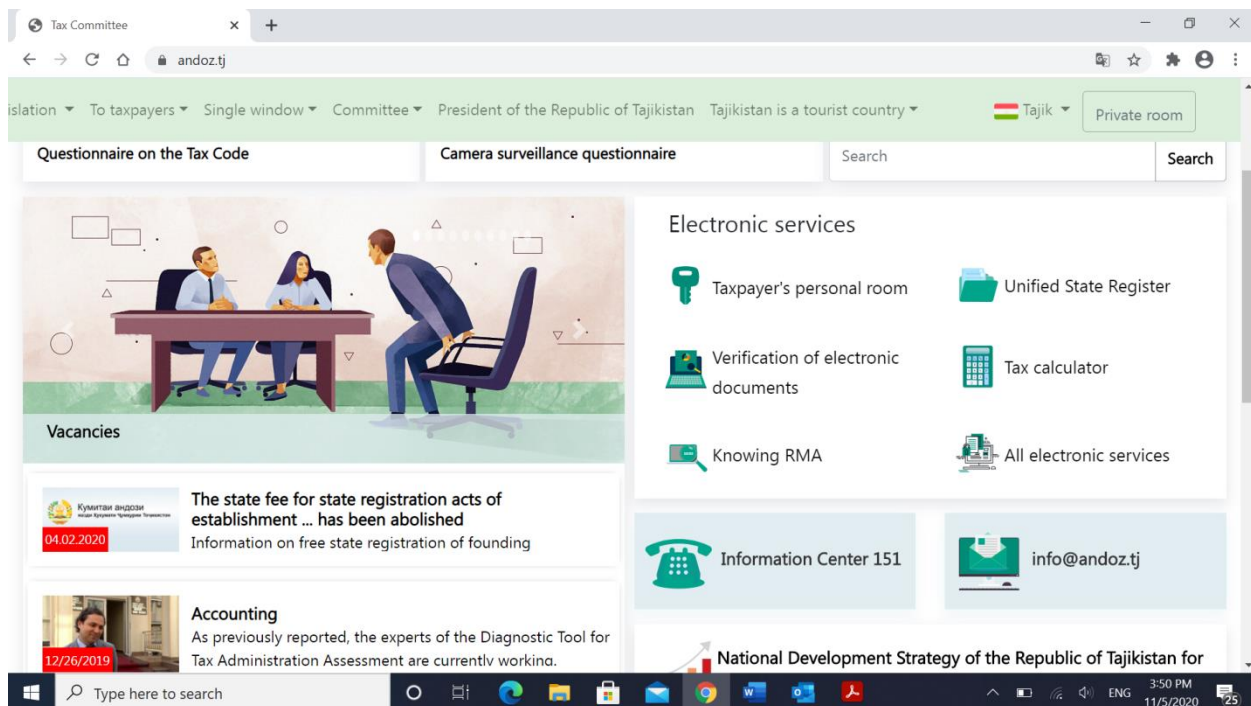 Tax Committee
andoz.tj
islation To taxpayers Single window Committee President of the Republic of Tajikistan Tajikistan is a tourist country Tajik Private room
Questionnaire on the Tax Code
Camera surveillance questionnaire
Search Search
Vacancies
Electronic services
Taxpayer's personal room
Unified State Register
Verification of electronic
documents
Tax calculator
Knowing RMA
All electronic services
Кумитаи андози
04.02.2020
The state fee for state registration acts of
establishment ... has been abolished
Information on free state registration of founding
Information Center 151
info@andoz.tj
12/26/2019
Accounting
As previously reported, the experts of the Diagnostic Tool for
Tax Administration Assessment are currently working.
National Development Strategy of the Republic of Tajikistan for
Type here to search
ENG
3:50 PM
11/5/2020
25